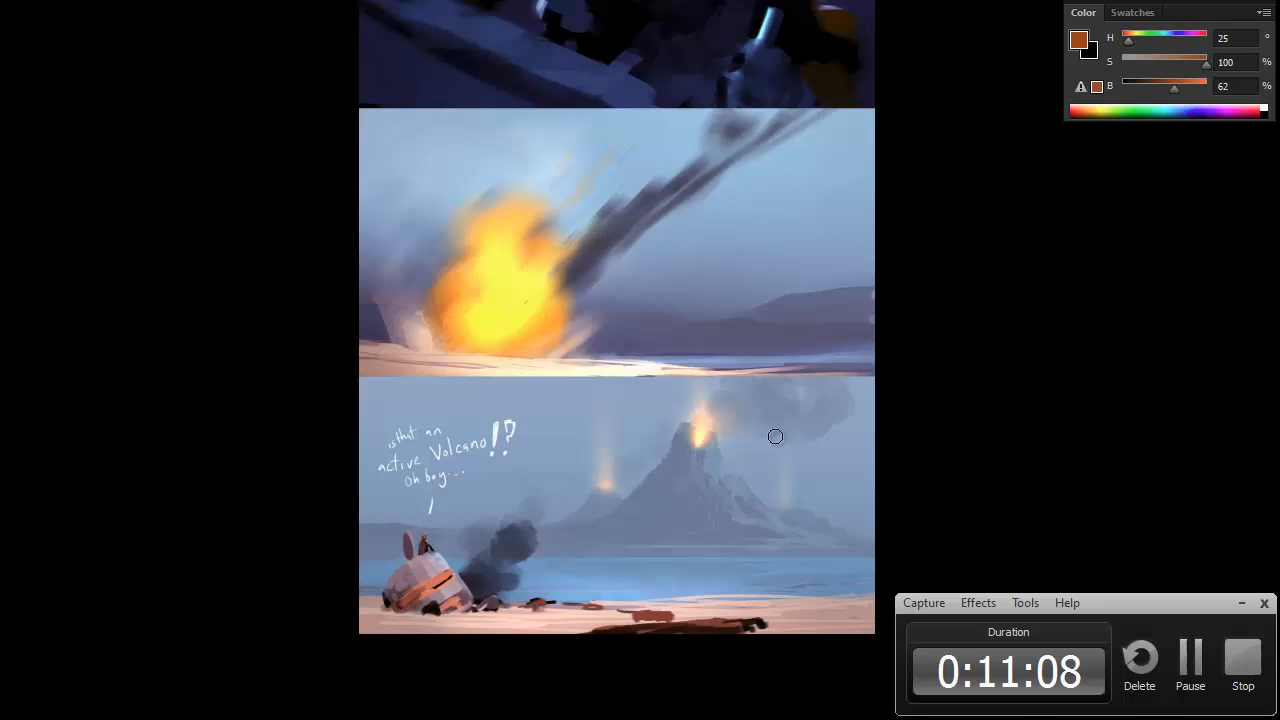 Color Swatches
H 25 °
S 100 %
B 62 %
is that an
active Volcano!!?
Oh boy...
Capture Effects Tools Help
Duration
0:11:08
Delete Pause Stop